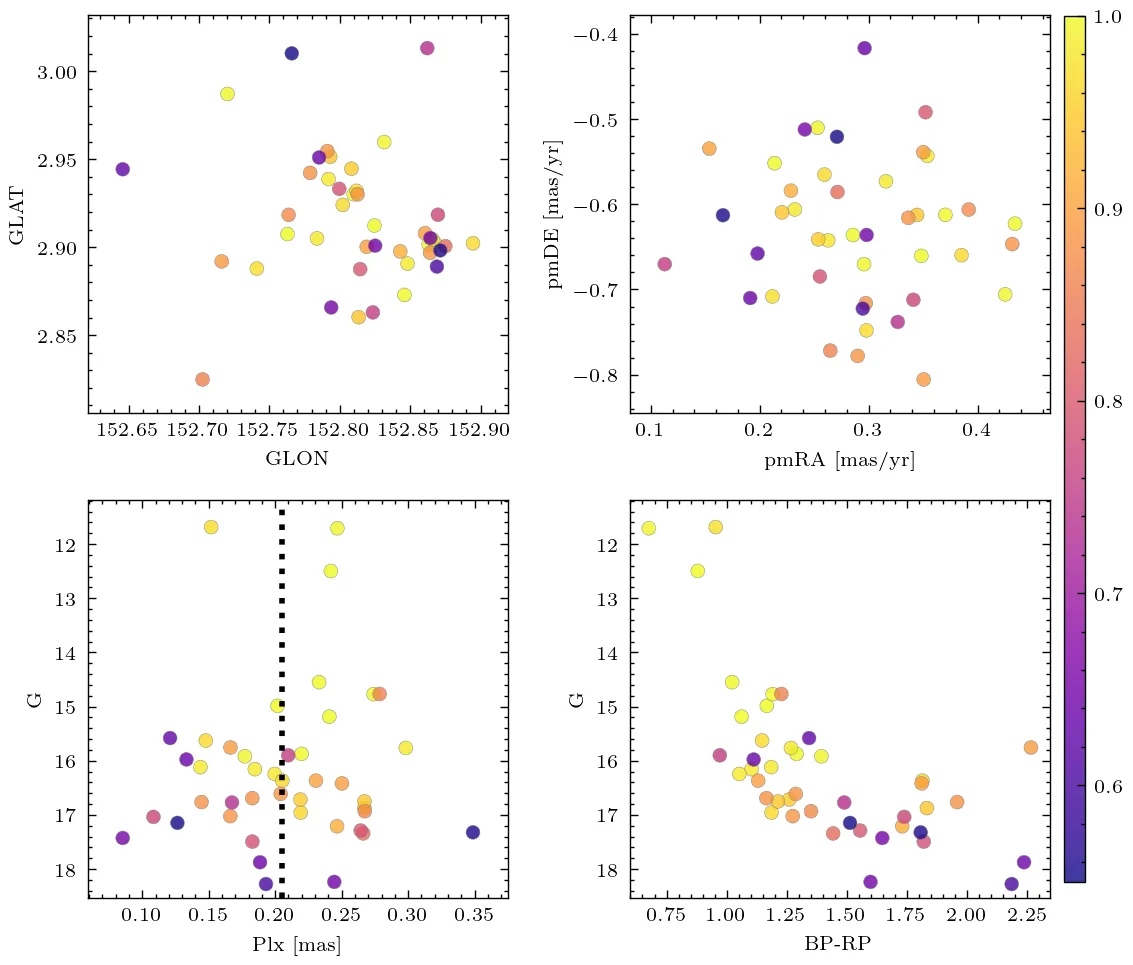 3.00
2.95
2.90
2.85
GLAT
152.65 152.70 152.75 152.80 152.85 152.90
GLON
−0.4
−0.5
−0.6
−0.7
−0.8
pmDE [mas/yr]
0.1 0.2 0.3 0.4
pmRA [mas/yr]
12
13
14
15
16
17
18
G
0.10 0.15 0.20 0.25 0.30 0.35
Plx [mas]
12
13
14
15
16
17
18
G
0.75 1.00 1.25 1.50 1.75 2.00 2.25
BP-RP
1.0
0.9
0.8
0.7
0.6